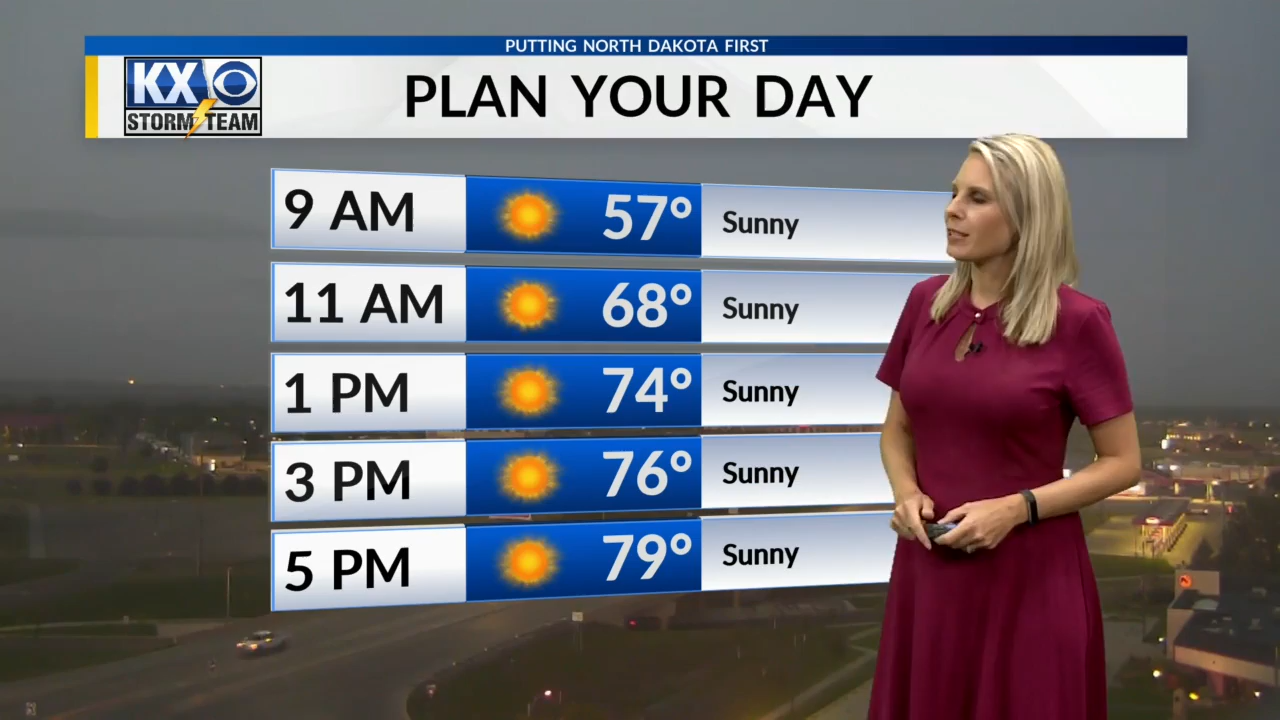 PUTTING NORTH DAKOTA FIRST
KX
STORM TEAM
PLAN YOUR DAY
9 AM 57° Sunny
11 AM 68° Sunny
1 PM 74° Sunny
3 PM 76° Sunny
5 PM 79° Sunny